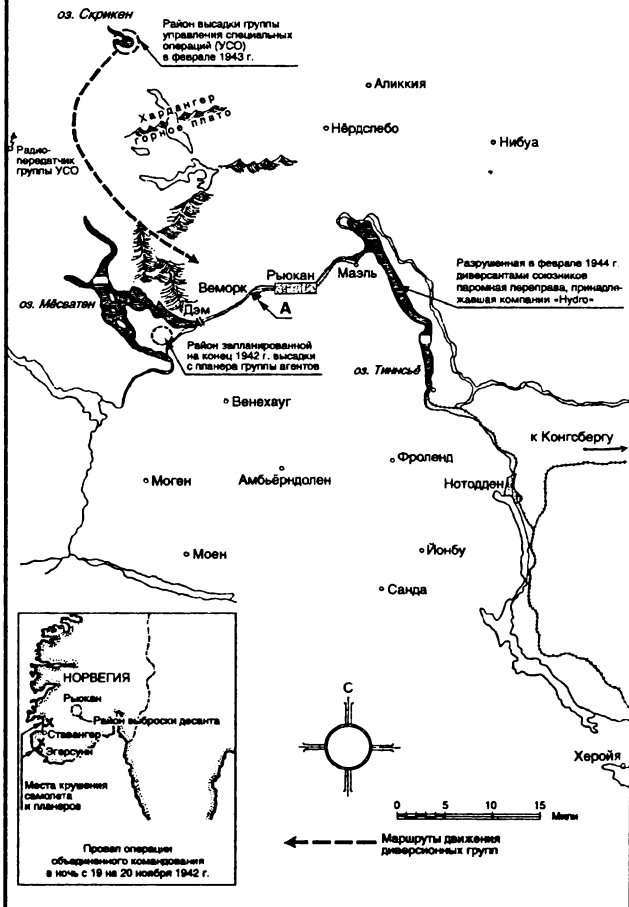 оз. Скрикен
Район высадки группы
управления специальных
операций (УСО)
в феврале 1943 г.
Аликкия
Хардангер
горное плато
Нёрдслебо
Нибуа
Радио-
передатчик
группы УСО
Рьюкан
Маэль
Разрушенная в феврале 1944 г.
диверсантами союзников
паромная переправа, принадле-
жавшая компании «Hydro»
Веморк
оз. Мёсватен
Дэм
А
Район запланированной
на конец 1942 г. высадки
с планера группы агентов
оз. Тиннсьё
Венехауг
к Конгсбергу
Фроленд
Моген
Амбьёрндолен
Нотодден
Моен
Йонбу
Санда
НОРВЕГИЯ
Рьюкан
Район выброски десанта
Ставангер
Эгерсунн
Места крушения
самолета
и планеров
Провал операции
объединенного командования
в ночь с 19 на 20 ноября 1942 г.
С
Херойя
0 5 10 15
Мили
Маршруты движения
диверсионных групп